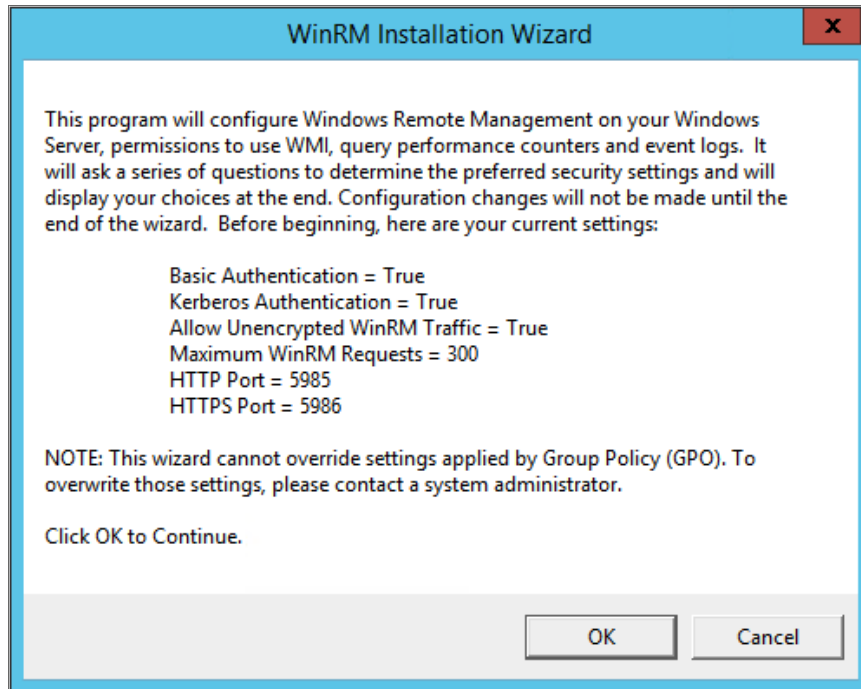 WinRM Installation Wizard
x
This program will configure Windows Remote Management on your Windows
Server, permissions to use WMI, query performance counters and event logs.  It
will ask a series of questions to determine the preferred security settings and will
display your choices at the end. Configuration changes will not be made until the
end of the wizard.  Before beginning, here are your current settings:
Basic Authentication = True
Kerberos Authentication = True
Allow Unencrypted WinRM Traffic = True
Maximum WinRM Requests = 300
HTTP Port = 5985
HTTPS Port = 5986
NOTE: This wizard cannot override settings applied by Group Policy (GPO). To
overwrite those settings, please contact a system administrator.
Click OK to Continue.
OK
Cancel